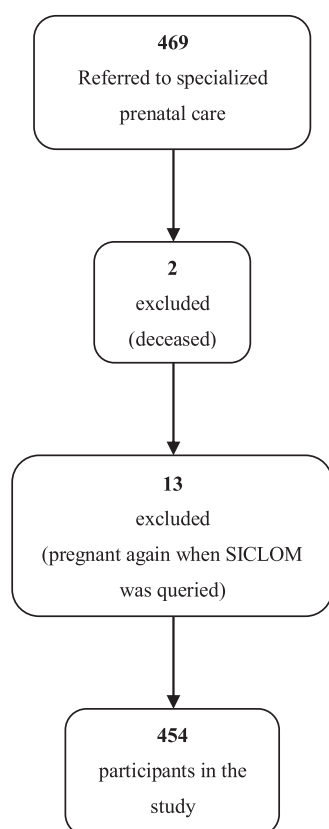 469
Referred to specialized
prenatal care
2
excluded
(deceased)
13
excluded
(pregnant again when SICLOM
was queried)
454
participants in the
study